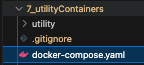 7_utilityContainers
utility
.gitignore
docker-compose.yaml